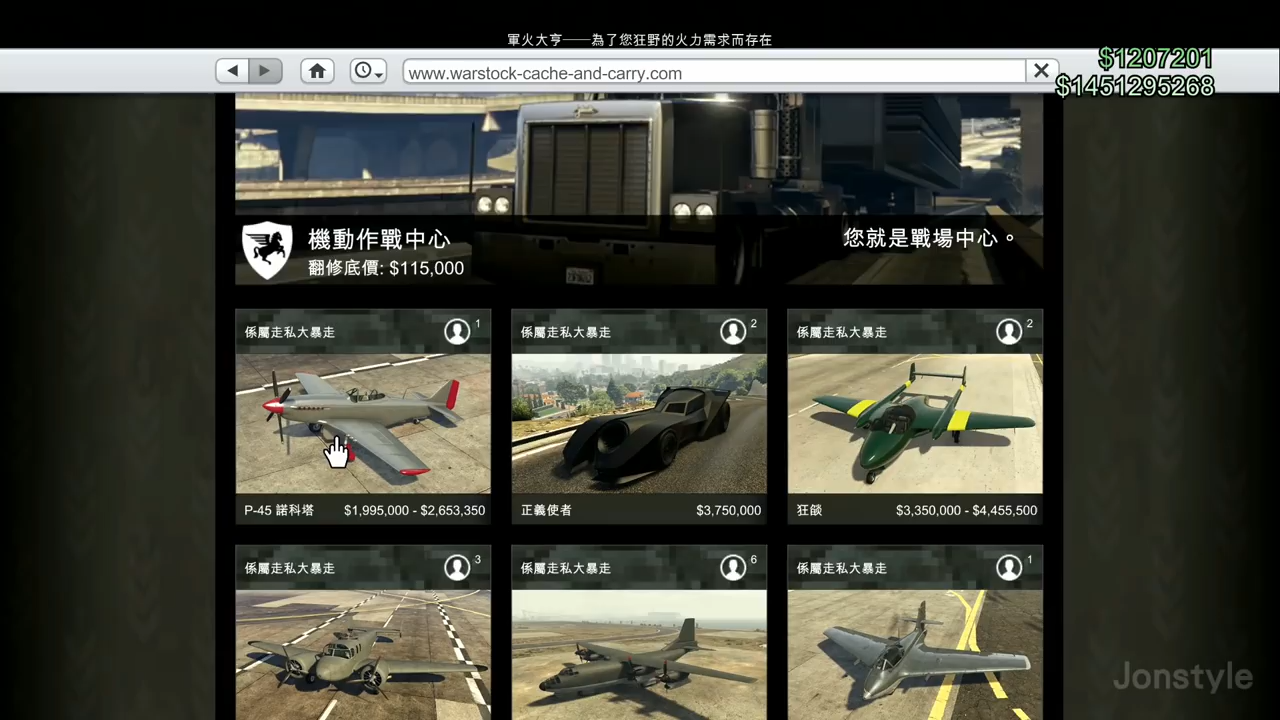 軍火大亨——為了您狂野的火力需求而存在
www.warstock-cache-and-carry.com
$1207201
$1451295268
機動作戰中心
翻修底價: $115,000
您就是戰場中心。
係屬走私大暴走 1
係屬走私大暴走 2
係屬走私大暴走 2
P-45 諾科塔 $1,995,000 - $2,653,350
正義使者 $3,750,000
狂燄 $3,350,000 - $4,455,500
係屬走私大暴走 3
係屬走私大暴走 6
係屬走私大暴走 1
Jonstyle